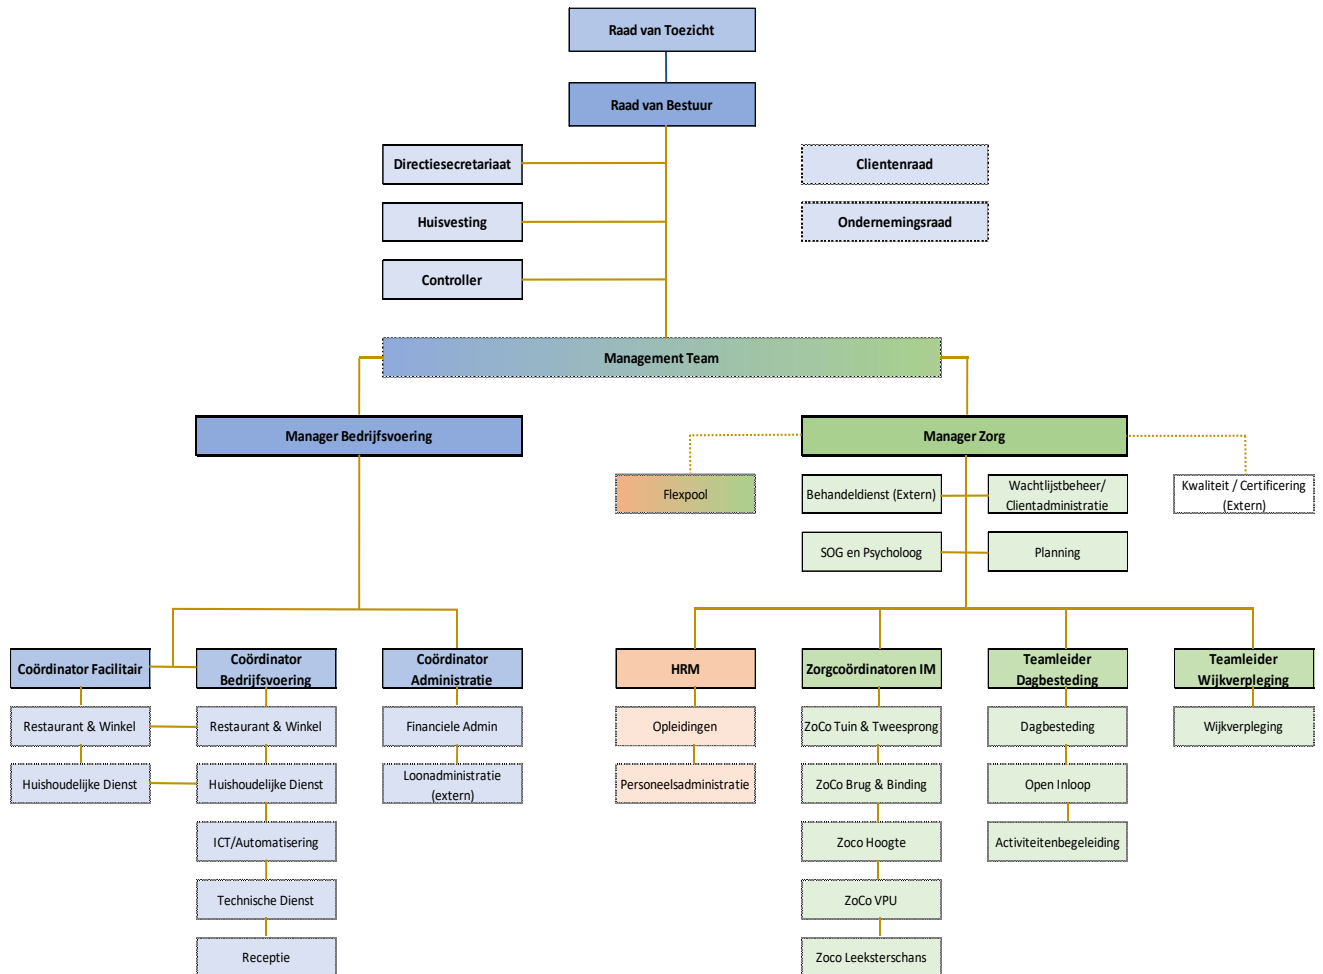 Raad van Toezicht
Raad van Bestuur
Directiesecretariaat
Clientenraad
Huisvesting
Ondernemingsraad
Controller
Management Team
Manager Bedrijfsvoering
Manager Zorg
Flexpool
Behandeldienst (Extern)
Wachtlijstbeheer/
Clientadministratie
Kwaliteit / Certificering
(Extern)
SOG en Psycholoog
Planning
Coördinator Facilitair
Coördinator
Bedrijfsvoering
Coördinator
Administratie
HRM
Zorgcoördinatoren IM
Teamleider
Dagbesteding
Teamleider
Wijkverpleging
Restaurant & Winkel
Restaurant & Winkel
Financiele Admin
Opleidingen
ZoCo Tuin & Tweesprong
Dagbesteding
Wijkverpleging
Huishoudelijke Dienst
Huishoudelijke Dienst
Loonadministratie
(extern)
Personeelsadministratie
ZoCo Brug & Binding
Open Inloop
ICT/Automatisering
Zoco Hoogte
Activiteitenbegeleiding
Technische Dienst
ZoCo VPU
Receptie
Zoco Leeksterschans